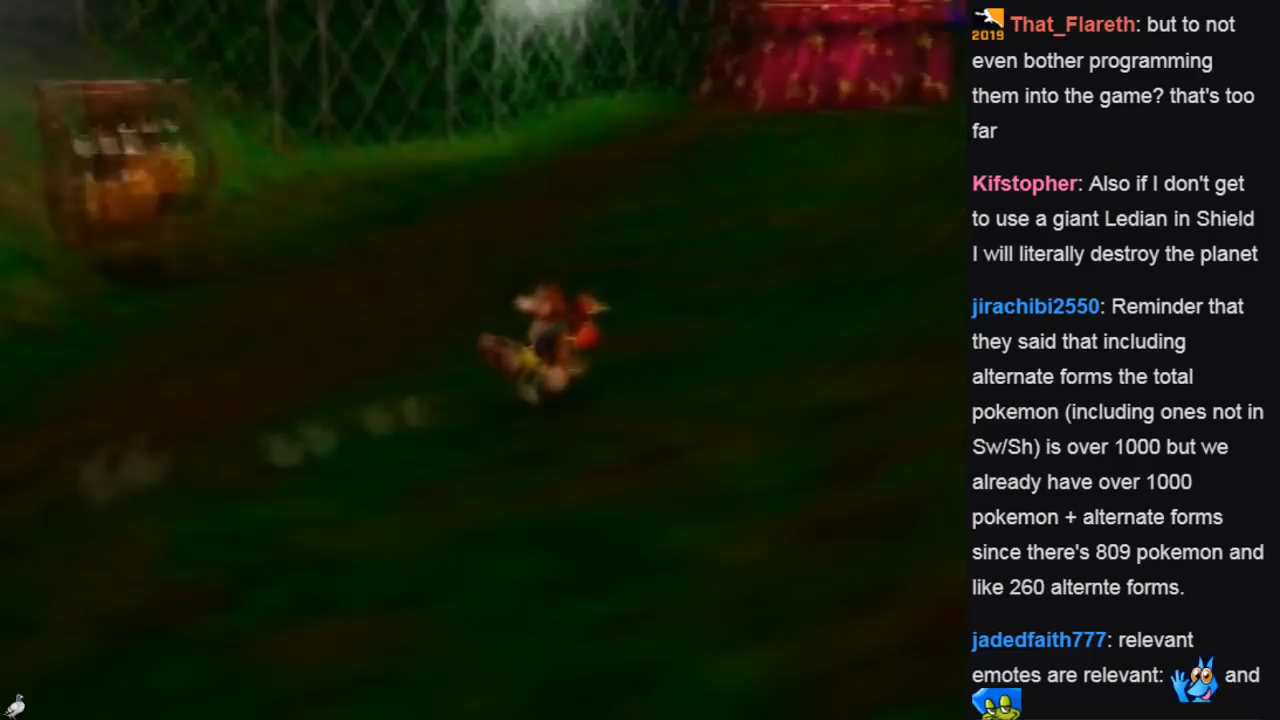 2019 That_Flareth: but to not
even bother programming
them into the game? that's too
far
Kifstopher: Also if I don't get
to use a giant Ledian in Shield
I will literally destroy the planet
jirachibi2550: Reminder that
they said that including
alternate forms the total
pokemon (including ones not in
Sw/Sh) is over 1000 but we
already have over 1000
pokemon + alternate forms
since there's 809 pokemon and
like 260 alternte forms.
jadedfaith777: relevant
emotes are relevant: and